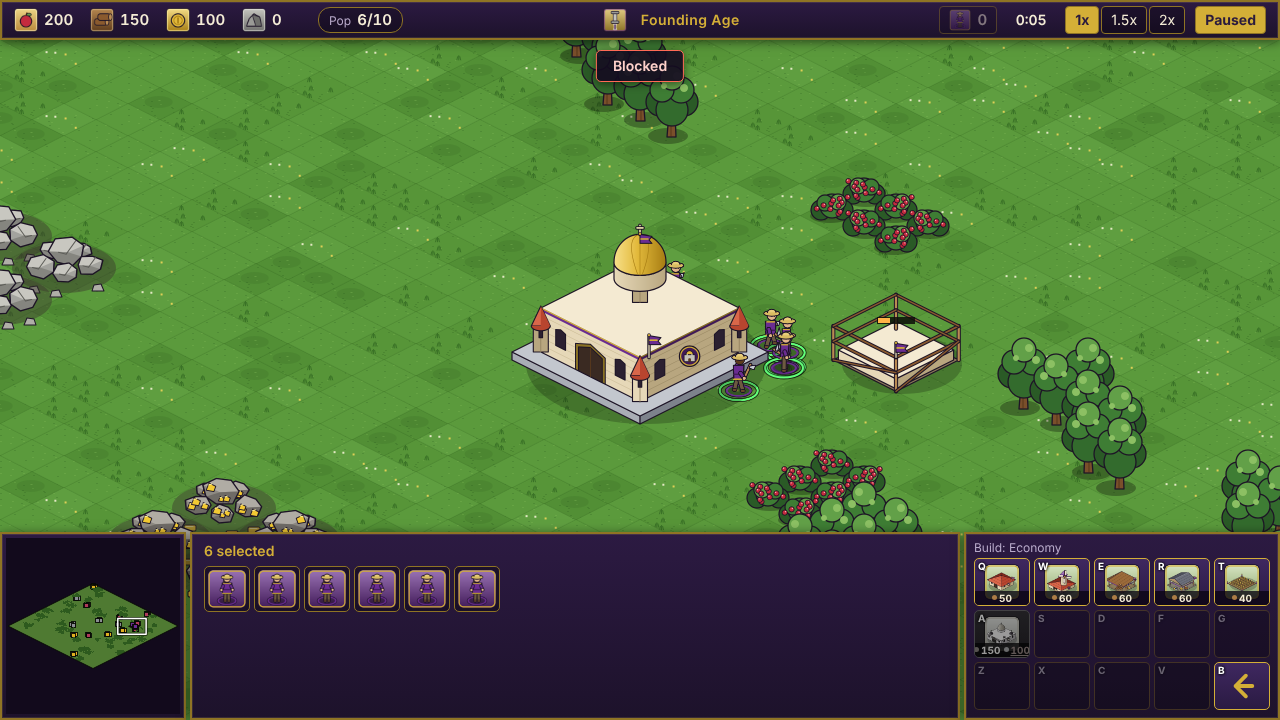 200
150
100
0
Pop 6/10
Founding Age
0
0:05
1x
1.5x
2x
Paused
Blocked
6 selected
Build: Economy
Q
50
W
60
E
60
R
60
T
40
A
150
100
S
D
F
G
Z
X
C
V
B